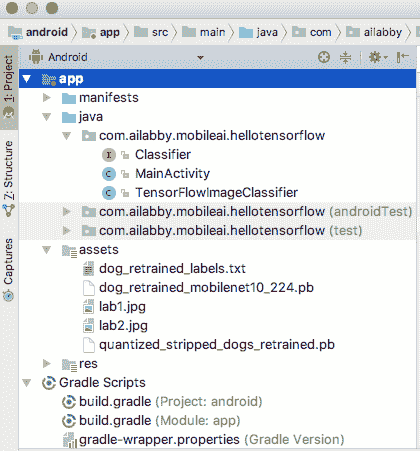 android app src main java com ailabby
1: Project
Z: Structure
Captures
Android
app
manifests
java
com.ailabby.mobileai.hellotensorflow
I Classifier
C MainActivity
C TensorFlowImageClassifier
com.ailabby.mobileai.hellotensorflow (androidTest)
com.ailabby.mobileai.hellotensorflow (test)
assets
dog_retrained_labels.txt
dog_retrained_mobilenet10_224.pb
lab1.jpg
lab2.jpg
quantized_stripped_dogs_retrained.pb
res
Gradle Scripts
build.gradle (Project: android)
build.gradle (Module: app)
gradle-wrapper.properties (Gradle Version)